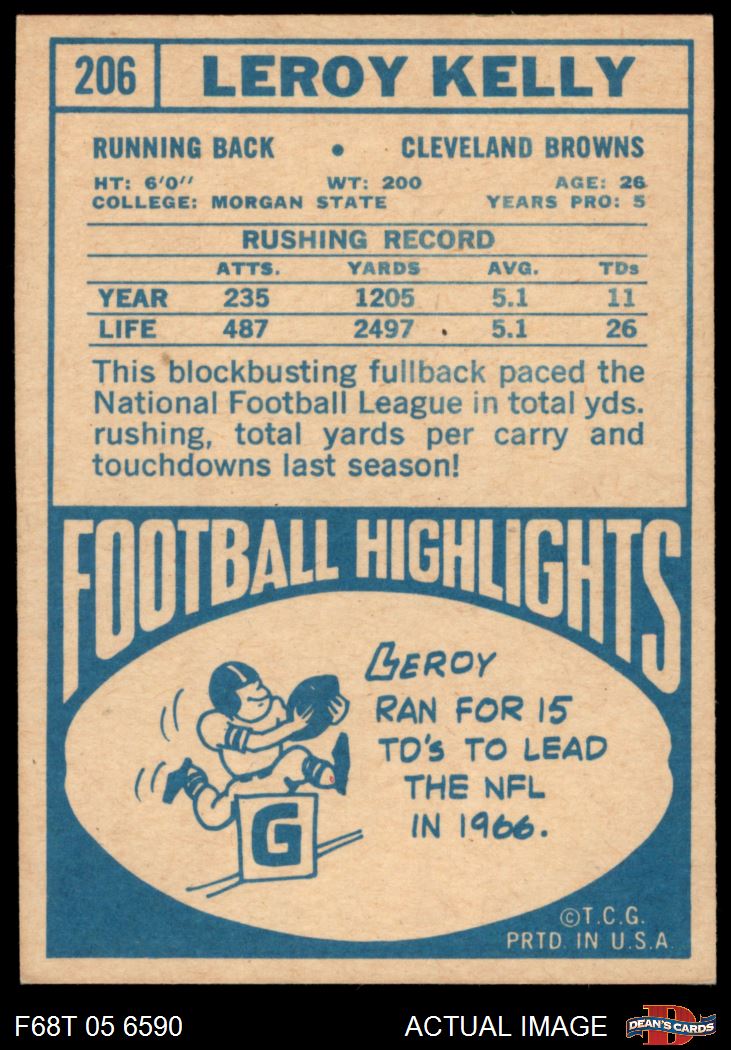 206 LEROY KELLY
RUNNING BACK • CLEVELAND BROWNS
HT: 6'0" WT: 200 AGE: 26
COLLEGE: MORGAN STATE YEARS PRO: 5
RUSHING RECORD
ATTS. YARDS AVG. TDs
YEAR 235 1205 5.1 11
LIFE 487 2497 5.1 26
This blockbusting fullback paced the
National Football League in total yds.
rushing, total yards per carry and
touchdowns last season!
FOOTBALL HIGHLIGHTS
LEROY
RAN FOR 15
TD'S TO LEAD
THE NFL
IN 1966.
G
©T.C.G.
PRTD. IN U.S.A.
F68T 05 6590 ACTUAL IMAGE D DEAN'S CARDS